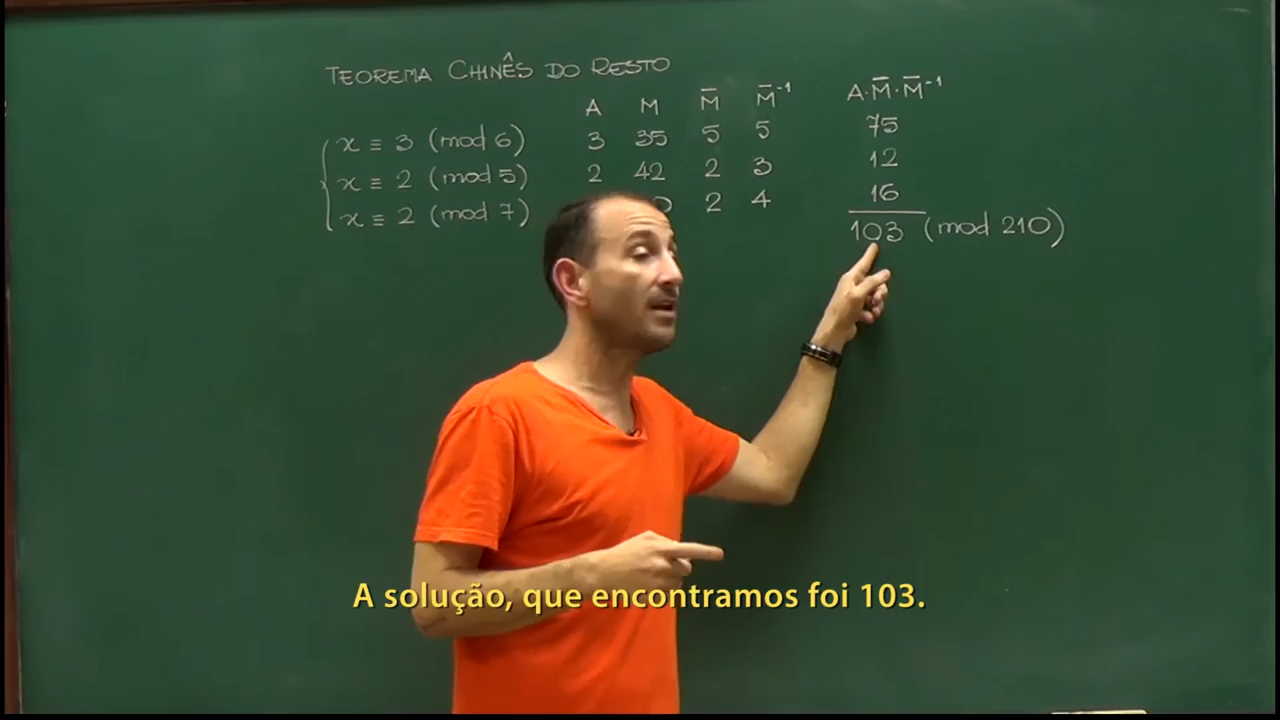 TEOREMA CHINÊS DO RESTO
A M M̅ M̅⁻¹ A·M̅·M̅⁻¹
x ≡ 3 (mod 6) 3 35 5 5 75
x ≡ 2 (mod 5) 2 42 2 3 12
x ≡ 2 (mod 7) 2 4 16
103 (mod 210)
A solução, que encontramos foi 103.